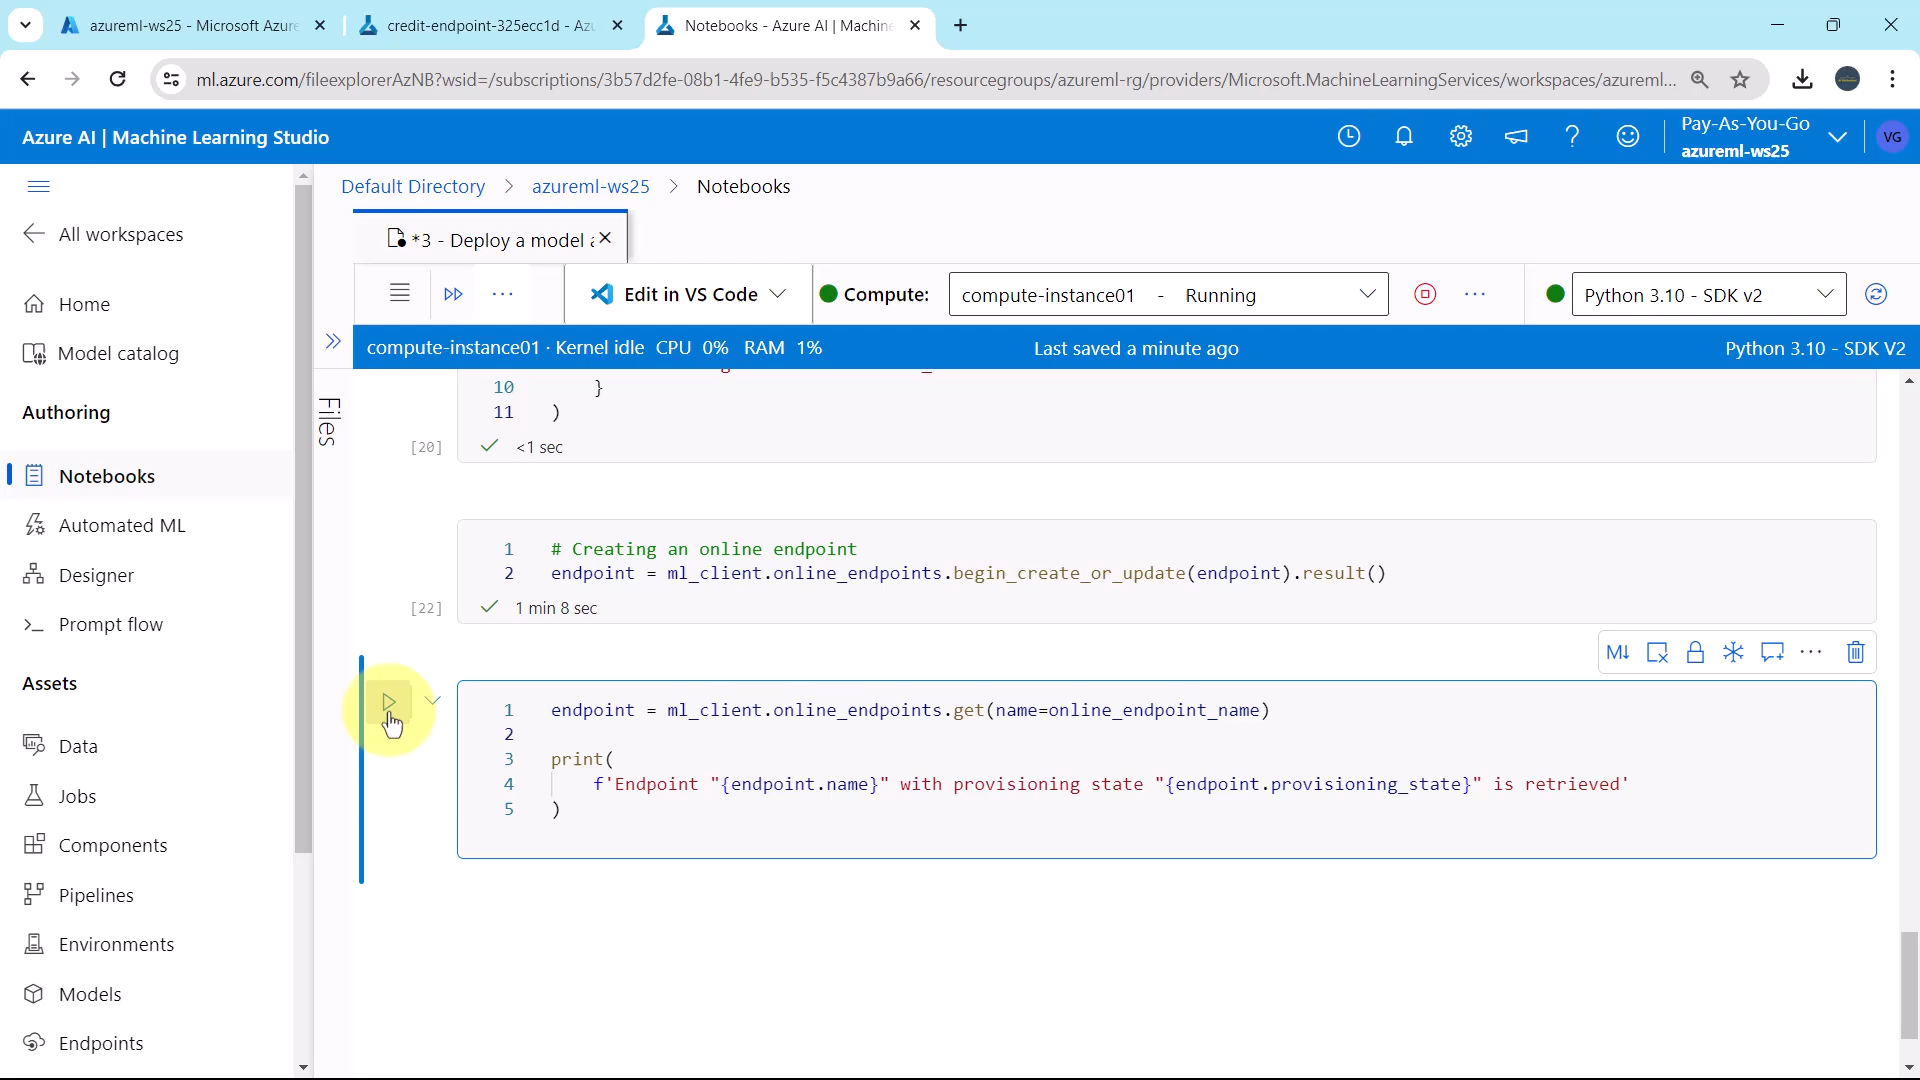 azureml-ws25 - Microsoft Azure
credit-endpoint-325ecc1d - Az
Notebooks - Azure AI | Machine
ml.azure.com/fileexplorerAzNB?wsid=/subscriptions/3b57d2fe-08b1-4fe9-b535-f5c4387b9a66/resourcegroups/azureml-rg/providers/Microsoft.MachineLearningServices/workspaces/azureml...
Azure AI | Machine Learning Studio
Pay-As-You-Go
azureml-ws25
VG
All workspaces
Home
Model catalog
Authoring
Notebooks
Automated ML
Designer
Prompt flow
Assets
Data
Jobs
Components
Pipelines
Environments
Models
Endpoints
Default Directory > azureml-ws25 > Notebooks
*3 - Deploy a model a
Edit in VS Code
Compute:
compute-instance01 - Running
Python 3.10 - SDK v2
compute-instance01 · Kernel idle CPU 0% RAM 1%
Last saved a minute ago
Python 3.10 - SDK V2
Files
10 }
11 )
[20] <1 sec
1 # Creating an online endpoint
2 endpoint = ml_client.online_endpoints.begin_create_or_update(endpoint).result()
[22] 1 min 8 sec
M↓
1 endpoint = ml_client.online_endpoints.get(name=online_endpoint_name)
2
3 print(
4 f'Endpoint "{endpoint.name}" with provisioning state "{endpoint.provisioning_state}" is retrieved'
5 )